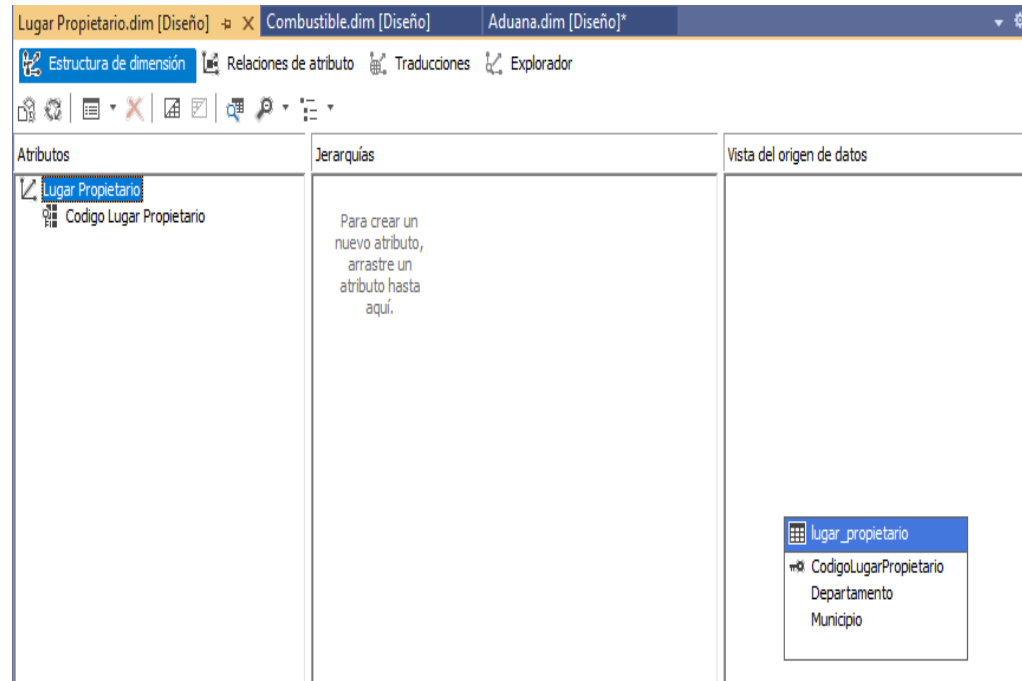 Lugar Propietario.dim [Diseño] Combustible.dim [Diseño] Aduana.dim [Diseño]*
Estructura de dimensión Relaciones de atributo Traducciones Explorador
Atributos
Lugar Propietario
Codigo Lugar Propietario
Jerarquías
Para crear un
nuevo atributo,
arrastre un
atributo hasta
aquí.
Vista del origen de datos
lugar_propietario
CodigoLugarPropietario
Departamento
Municipio